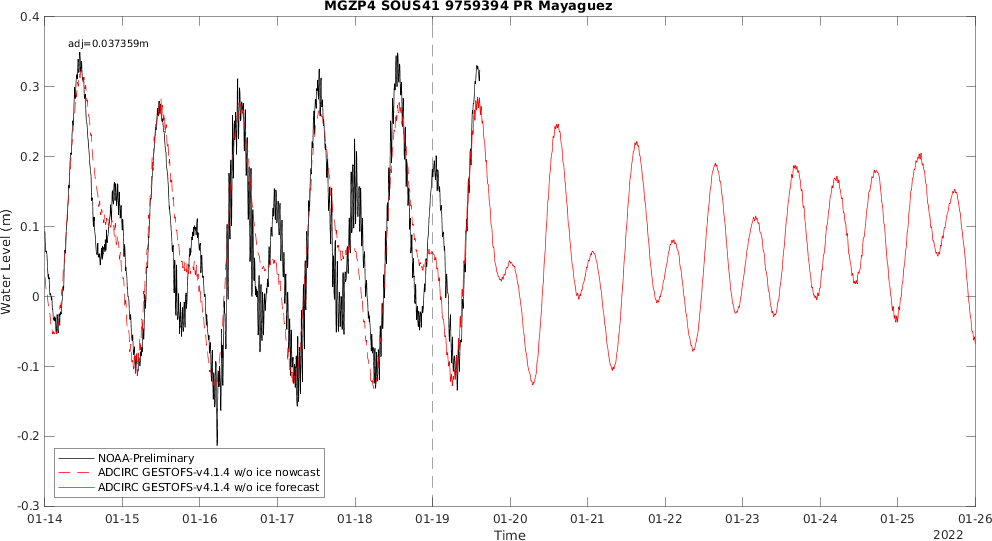 MGZP4 SOUS41 9759394 PR Mayaguez
adj=0.037359m
Water Level (m)
0.4
0.3
0.2
0.1
0
-0.1
-0.2
-0.3
NOAA-Preliminary
ADCIRC GESTOFS-v4.1.4 w/o ice nowcast
ADCIRC GESTOFS-v4.1.4 w/o ice forecast
01-14 01-15 01-16 01-17 01-18 01-19 01-20 01-21 01-22 01-23 01-24 01-25 01-26
Time
2022